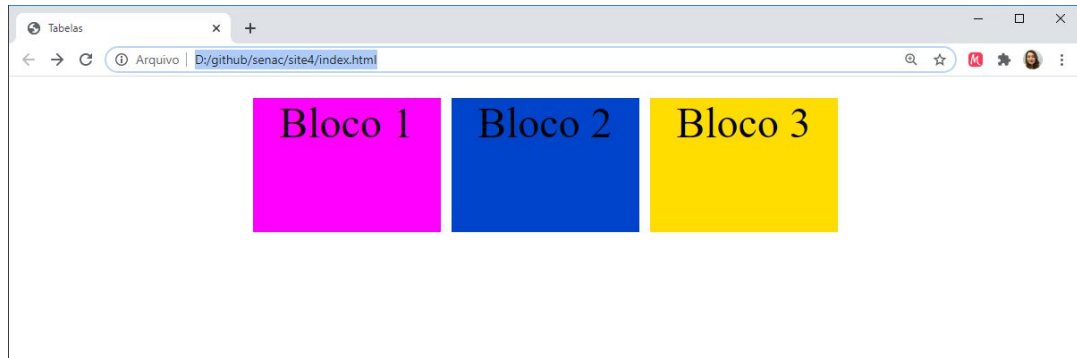 Tabelas
Arquivo | D:/github/senac/site4/index.html
Bloco 1 Bloco 2 Bloco 3